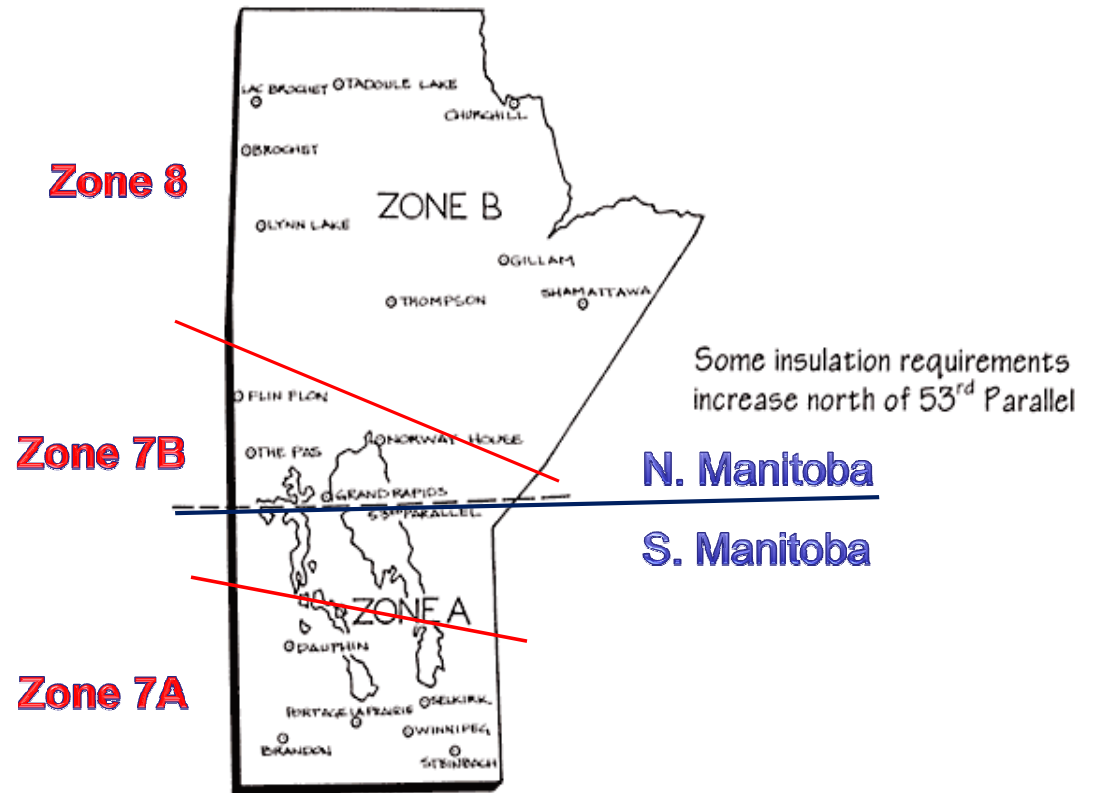 LAC BROCHET
TADOULE LAKE
CHURCHILL
BROCHET
Zone 8
ZONE B
LYNN LAKE
GILLAM
SHAMATTAWA
THOMPSON
Some insulation requirements
increase north of 53rd Parallel
FLIN FLON
Zone 7B
NORWAY HOUSE
THE PAS
N. Manitoba
GRAND RAPIDS
53RD PARALLEL
S. Manitoba
ZONE A
DAUPHIN
Zone 7A
SELKIRK
PORTAGE LA PRAIRIE
WINNIPEG
BRANDON
STEINBACH